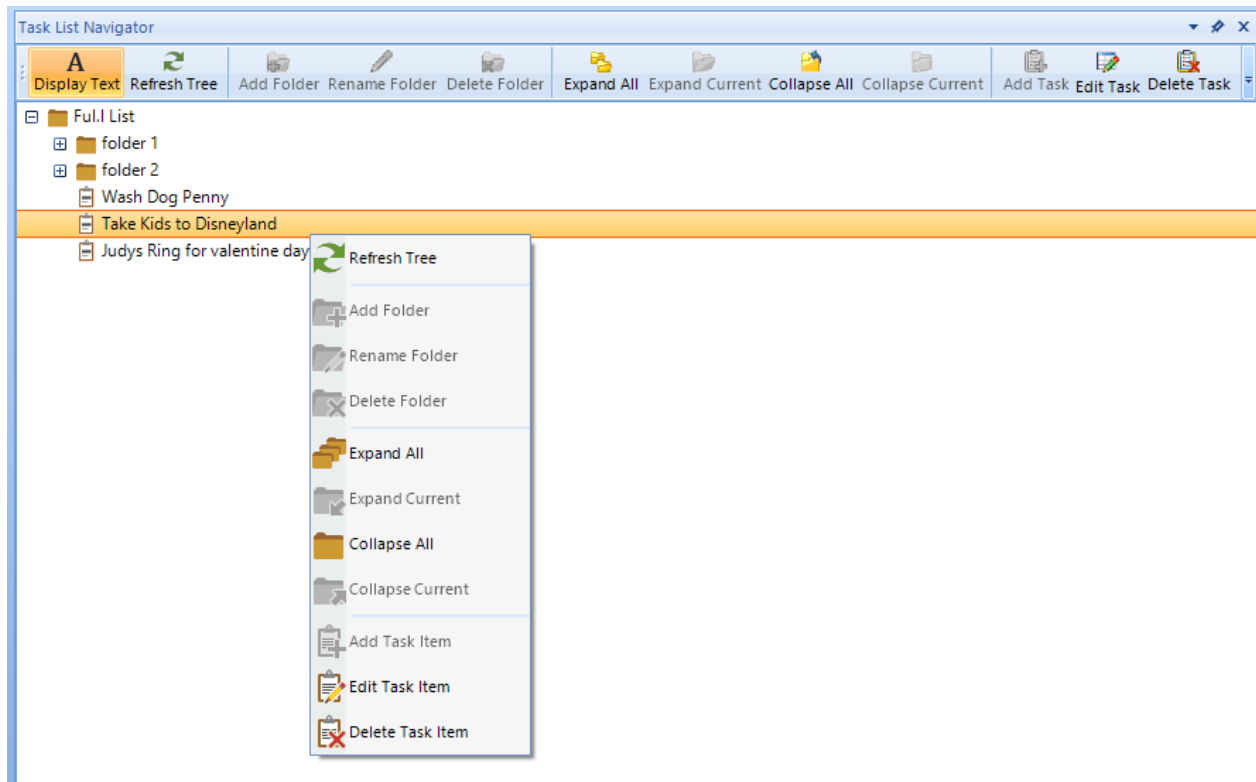 Task List Navigator
A
Display Text Refresh Tree Add Folder Rename Folder Delete Folder Expand All Expand Current Collapse All Collapse Current Add Task Edit Task Delete Task
Ful.l List
folder 1
folder 2
Wash Dog Penny
Take Kids to Disneyland
Judys Ring for valentine day
Refresh Tree
Add Folder
Rename Folder
Delete Folder
Expand All
Expand Current
Collapse All
Collapse Current
Add Task Item
Edit Task Item
Delete Task Item